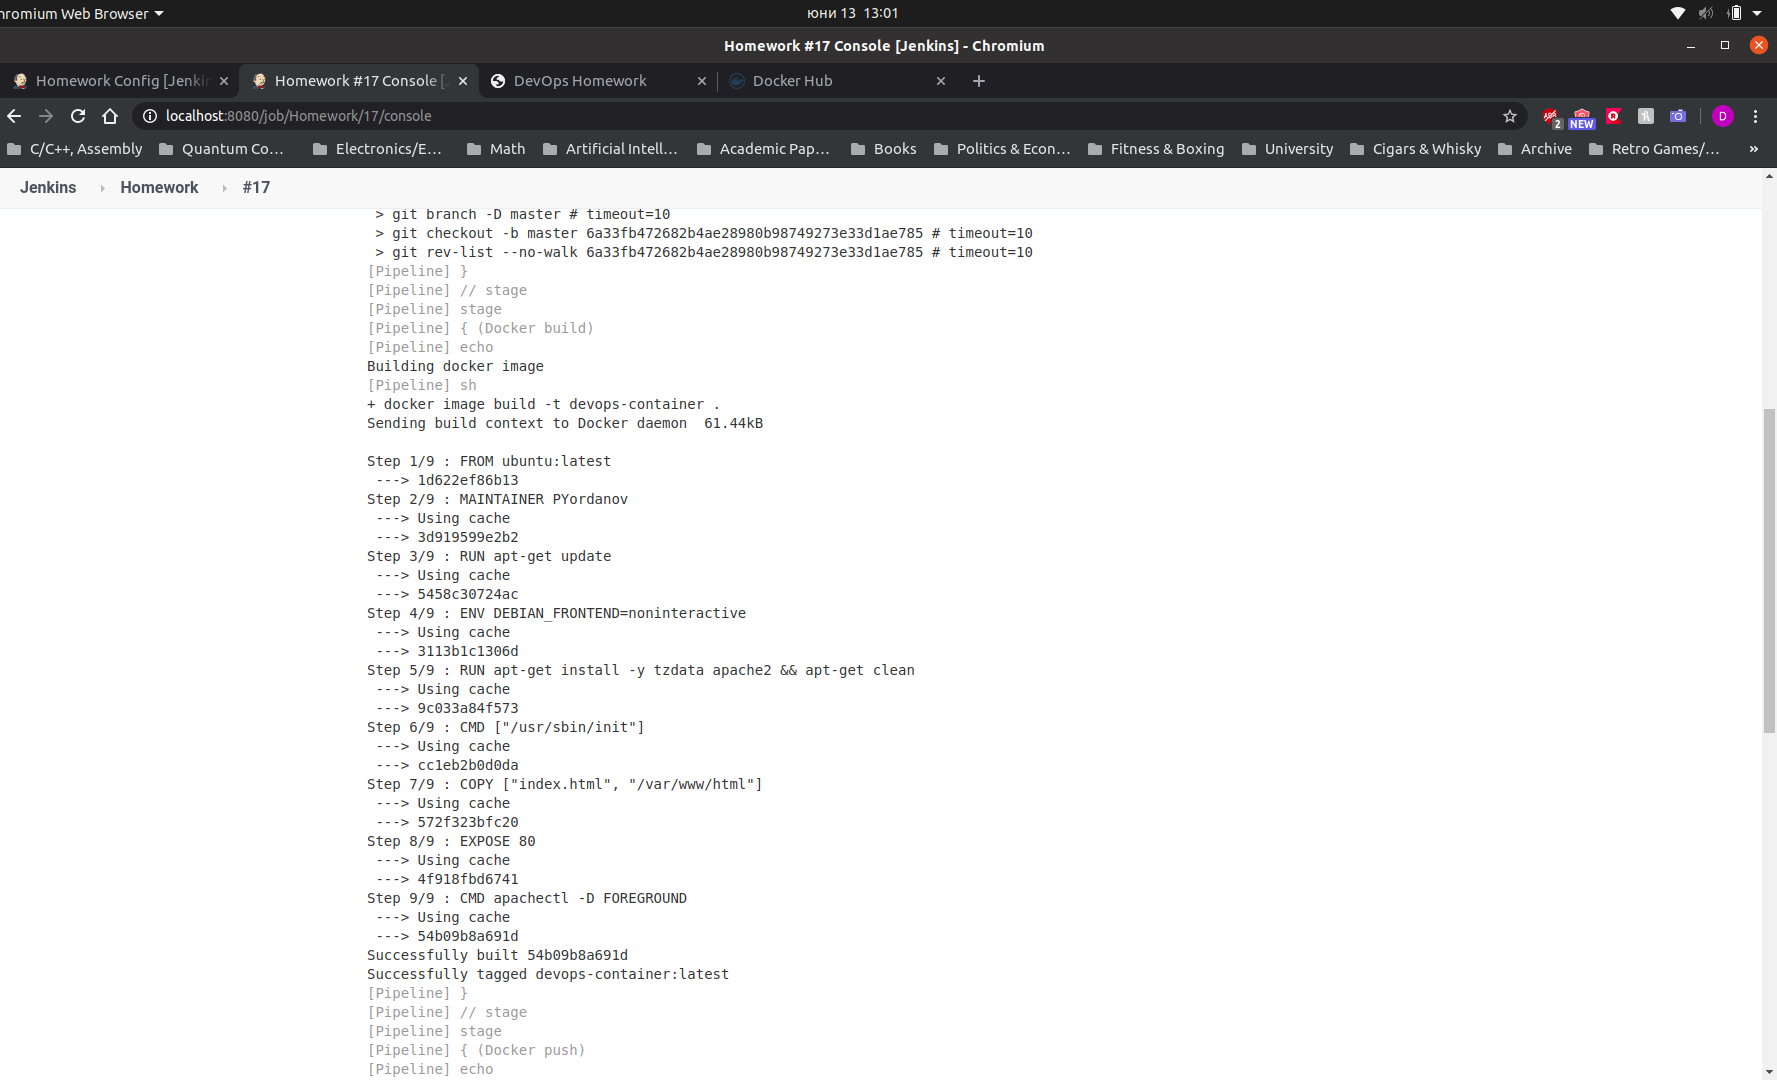 hromium Web Browser
юни 13 13:01
Homework #17 Console [Jenkins] - Chromium
Homework Config [Jenkin
Homework #17 Console [
DevOps Homework
Docker Hub
localhost:8080/job/Homework/17/console
2
NEW
D
C/C++, Assembly
Quantum Co...
Electronics/E...
Math
Artificial Intell...
Academic Pap...
Books
Politics & Econ...
Fitness & Boxing
University
Cigars & Whisky
Archive
Retro Games/...
»
Jenkins
Homework
#17
> git branch -D master # timeout=10
> git checkout -b master 6a33fb472682b4ae28980b98749273e33d1ae785 # timeout=10
> git rev-list --no-walk 6a33fb472682b4ae28980b98749273e33d1ae785 # timeout=10
[Pipeline] }
[Pipeline] // stage
[Pipeline] stage
[Pipeline] { (Docker build)
[Pipeline] echo
Building docker image
[Pipeline] sh
+ docker image build -t devops-container .
Sending build context to Docker daemon  61.44kB
Step 1/9 : FROM ubuntu:latest
---> 1d622ef86b13
Step 2/9 : MAINTAINER PYordanov
---> Using cache
---> 3d919599e2b2
Step 3/9 : RUN apt-get update
---> Using cache
---> 5458c30724ac
Step 4/9 : ENV DEBIAN_FRONTEND=noninteractive
---> Using cache
---> 3113b1c1306d
Step 5/9 : RUN apt-get install -y tzdata apache2 && apt-get clean
---> Using cache
---> 9c033a84f573
Step 6/9 : CMD ["/usr/sbin/init"]
---> Using cache
---> cc1eb2b0d0da
Step 7/9 : COPY ["index.html", "/var/www/html"]
---> Using cache
---> 572f323bfc20
Step 8/9 : EXPOSE 80
---> Using cache
---> 4f918fbd6741
Step 9/9 : CMD apachectl -D FOREGROUND
---> Using cache
---> 54b09b8a691d
Successfully built 54b09b8a691d
Successfully tagged devops-container:latest
[Pipeline] }
[Pipeline] // stage
[Pipeline] stage
[Pipeline] { (Docker push)
[Pipeline] echo